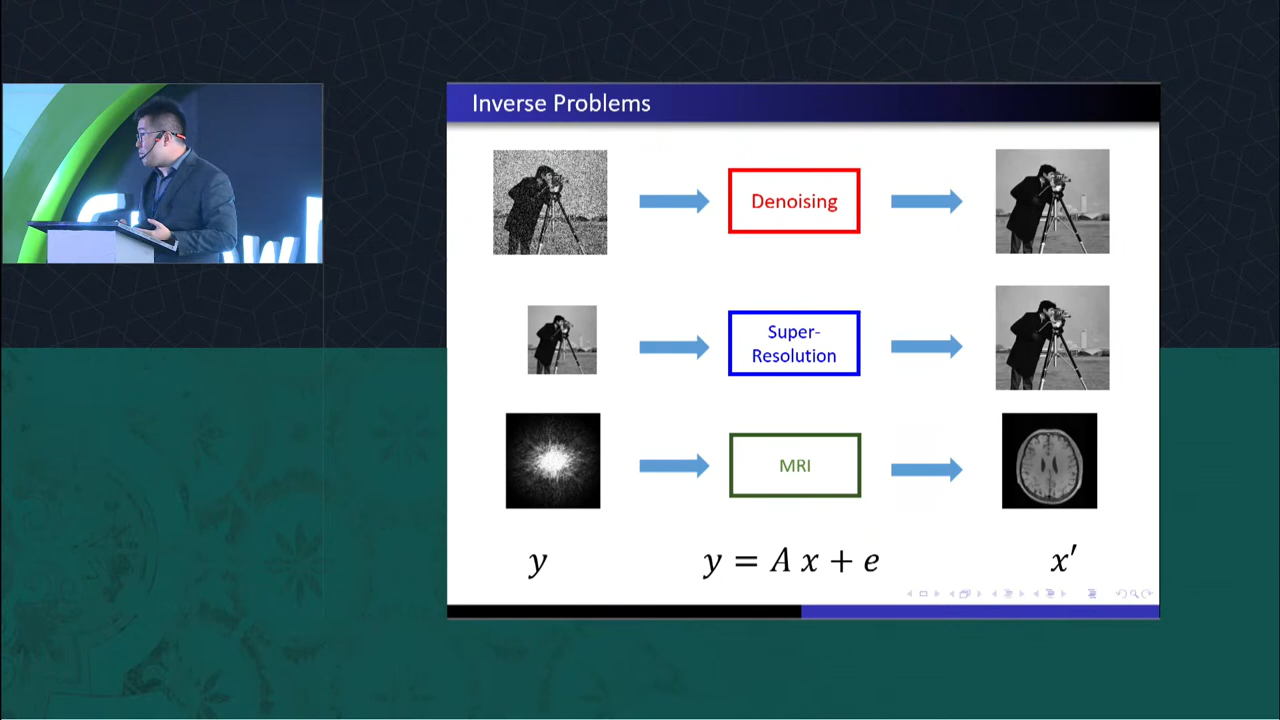 Inverse Problems
Denoising
Super-
Resolution
MRI
y
y = A x + e
x′